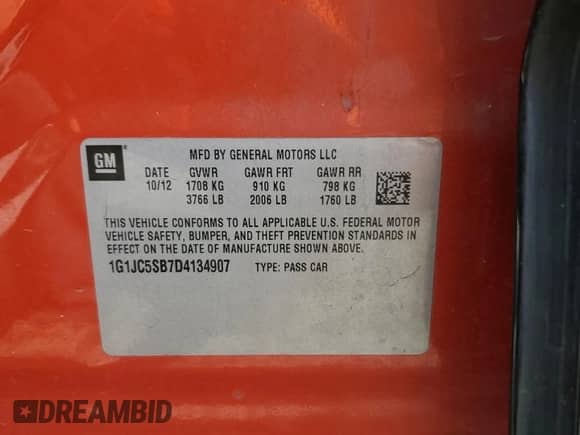 GM
MFD BY GENERAL MOTORS LLC
DATE GVWR GAWR FRT GAWR RR
10/12 1708 KG 910 KG 798 KG
3766 LB 2006 LB 1760 LB
THIS VEHICLE CONFORMS TO ALL APPLICABLE U.S. FEDERAL MOTOR
VEHICLE SAFETY, BUMPER, AND THEFT PREVENTION STANDARDS IN
EFFECT ON THE DATE OF MANUFACTURE SHOWN ABOVE.
1G1JC5SB7D4134907 TYPE: PASS CAR
DREAMBID